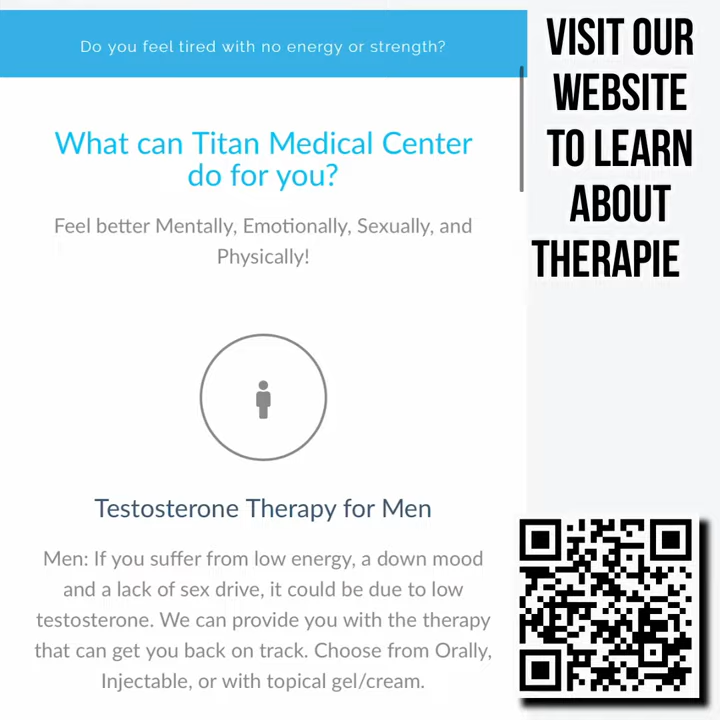 Do you feel tired with no energy or strength?
What can Titan Medical Center
do for you?
Feel better Mentally, Emotionally, Sexually, and
Physically!
Testosterone Therapy for Men
Men: If you suffer from low energy, a down mood
and a lack of sex drive, it could be due to low
testosterone. We can provide you with the therapy
that can get you back on track. Choose from Orally,
Injectable, or with topical gel/cream.
VISIT OUR
WEBSITE
TO LEARN
ABOUT
THERAPIE